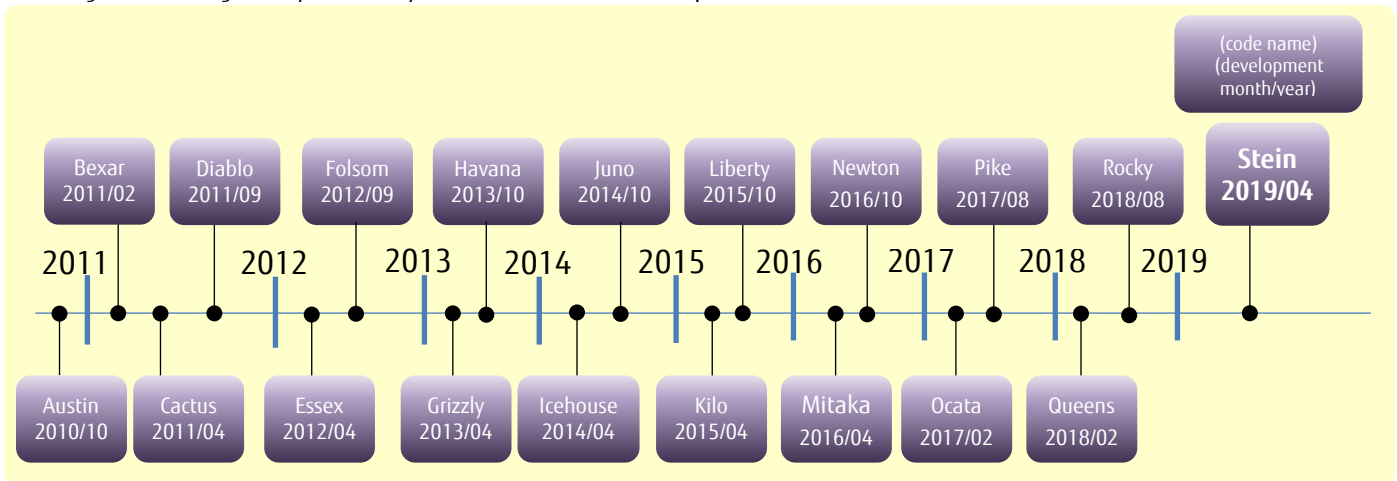 (code name)
(development
month/year)
Bexar
2011/02
Diablo
2011/09
Folsom
2012/09
Havana
2013/10
Juno
2014/10
Liberty
2015/10
Newton
2016/10
Pike
2017/08
Rocky
2018/08
Stein
2019/04
2011
2012
2013
2014
2015
2016
2017
2018
2019
Austin
2010/10
Cactus
2011/04
Essex
2012/04
Grizzly
2013/04
Icehouse
2014/04
Kilo
2015/04
Mitaka
2016/04
Ocata
2017/02
Queens
2018/02